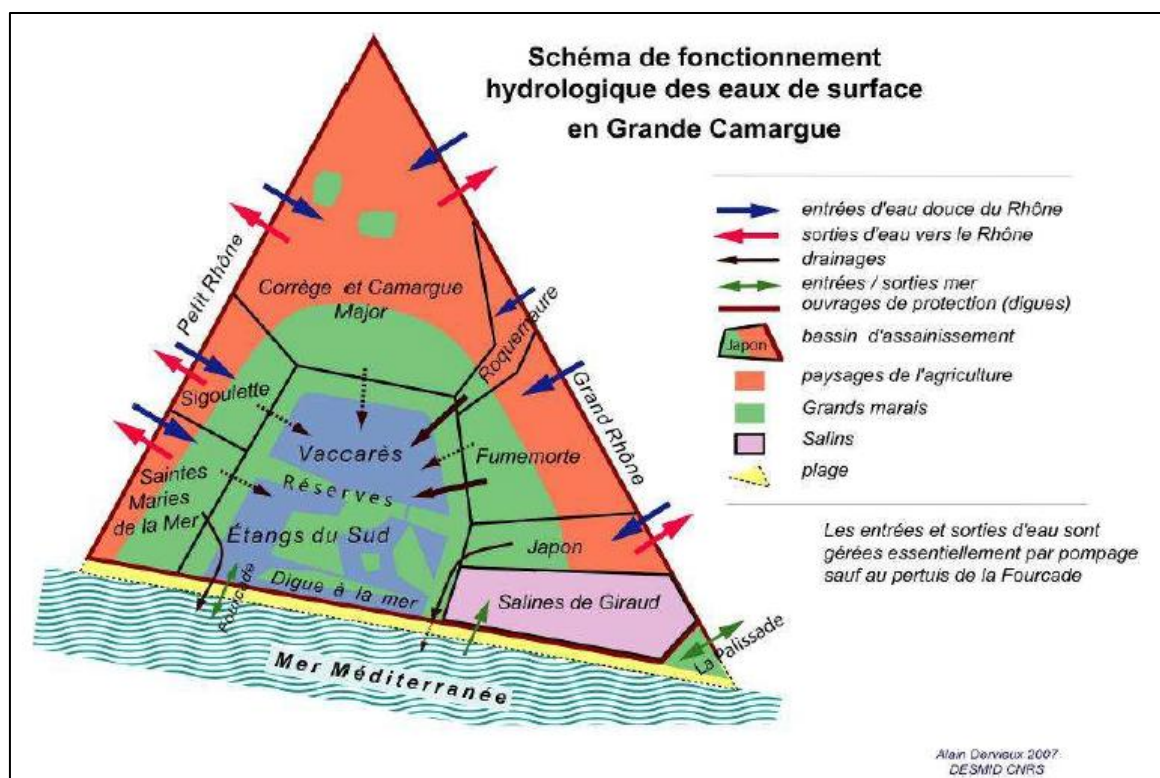 Schéma de fonctionnement
hydrologique des eaux de surface
en Grande Camargue
entrées d'eau douce du Rhône
sorties d'eau vers le Rhône
drainages
entrées / sorties mer
ouvrages de protection (digues)
Japon
bassin d'assainissement
paysages de l'agriculture
Grands marais
Salins
plage
Les entrées et sorties d'eau sont
gérées essentiellement par pompage
sauf au pertuis de la Fourcade
Petit Rhône
Corrège et Camargue
Major
Roquemaure
Grand Rhône
Sigoulette
Vaccarès
Fumemorte
Réserves
Saintes
Maries
de la Mer
Étangs du Sud
Japon
Digue à la mer
Fourcade
Salines de Giraud
La Palissade
Mer Méditerranée
Alain Dervieux 2007
DESMID CNRS